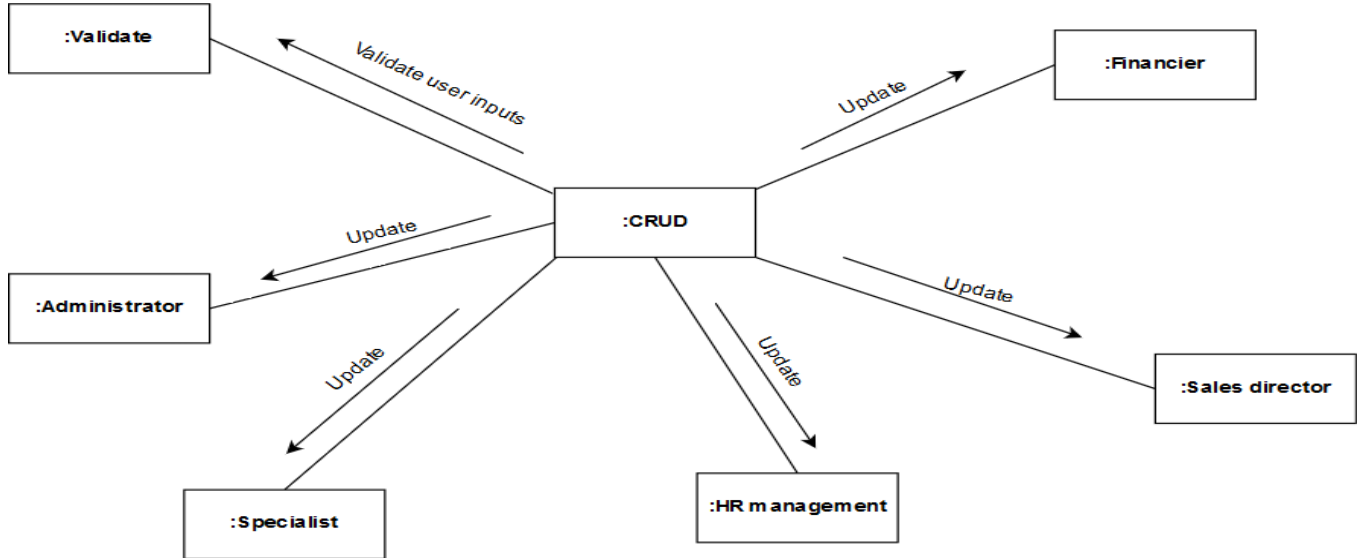 :Validate
Validate user inputs
Update
:Financier
:CRUD
Update
:Administrator
Update
:Sales director
Update
Update
:Specialist
:HR management